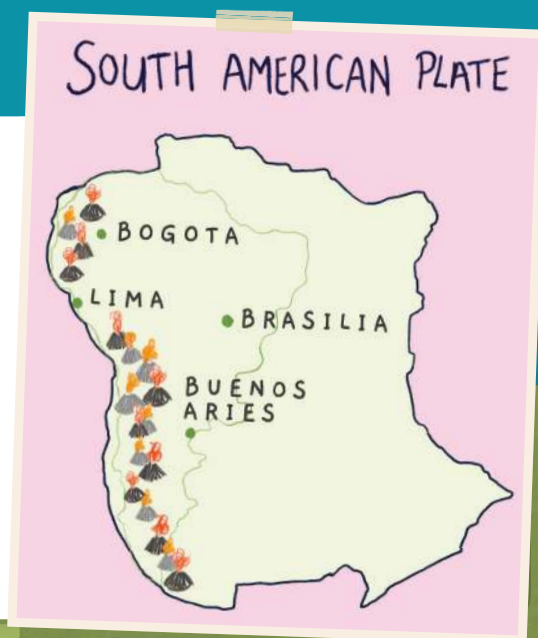 SOUTH AMERICAN PLATE
BOGOTA
LIMA
BRASILIA
BUENOS
ARIES